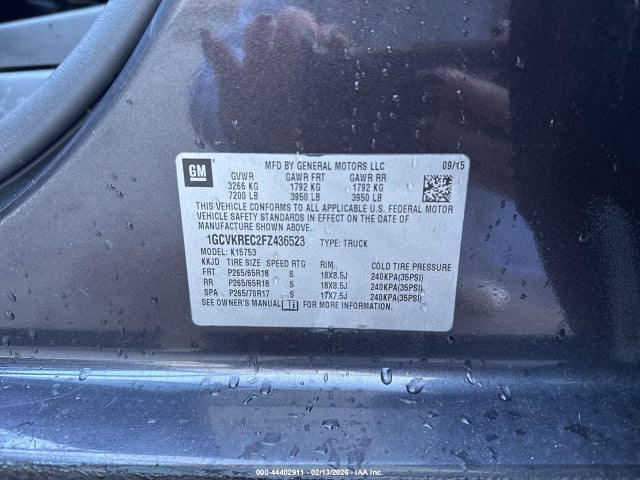 GM
MFD BY GENERAL MOTORS LLC 09/15
GVWR GAWR FRT GAWR RR
3266 KG 1792 KG 1792 KG
7200 LB 3950 LB 3950 LB
THIS VEHICLE CONFORMS TO ALL APPLICABLE U.S. FEDERAL MOTOR
VEHICLE SAFETY STANDARDS IN EFFECT ON THE DATE OF
MANUFACTURE SHOWN ABOVE.
1GCVKREC2FZ436523 TYPE: TRUCK
MODEL: K15753
KKJD TIRE SIZE SPEED RTG RIM COLD TIRE PRESSURE
FRT P265/65R18 S 18X8.5J 240KPA(35PSI)
RR P265/65R18 S 18X8.5J 240KPA(35PSI)
SPA P265/70R17 S 17X7.5J 240KPA(35PSI)
SEE OWNER'S MANUAL i FOR MORE INFORMATION.
000-44402911 - 02/13/2026 - IAA Inc.